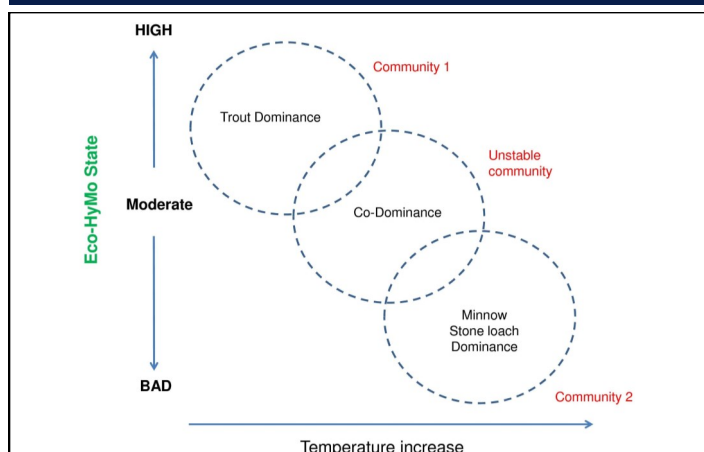 HIGH
Community 1
Trout Dominance
Unstable
community
Eco-HyMo State
Moderate
Co-Dominance
Minnow
Stone loach
Dominance
BAD
Community 2
Temperature increase